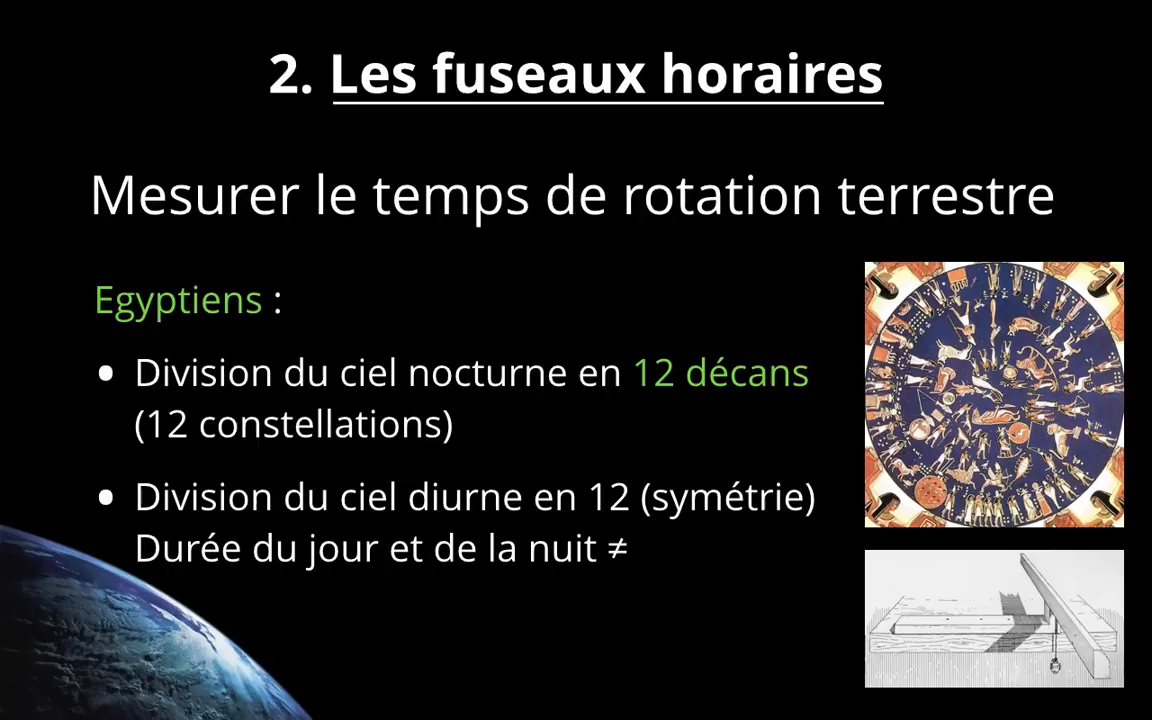 2. Les fuseaux horaires
Mesurer le temps de rotation terrestre
Egyptiens :
• Division du ciel nocturne en 12 décans
(12 constellations)
• Division du ciel diurne en 12 (symétrie)
Durée du jour et de la nuit ≠